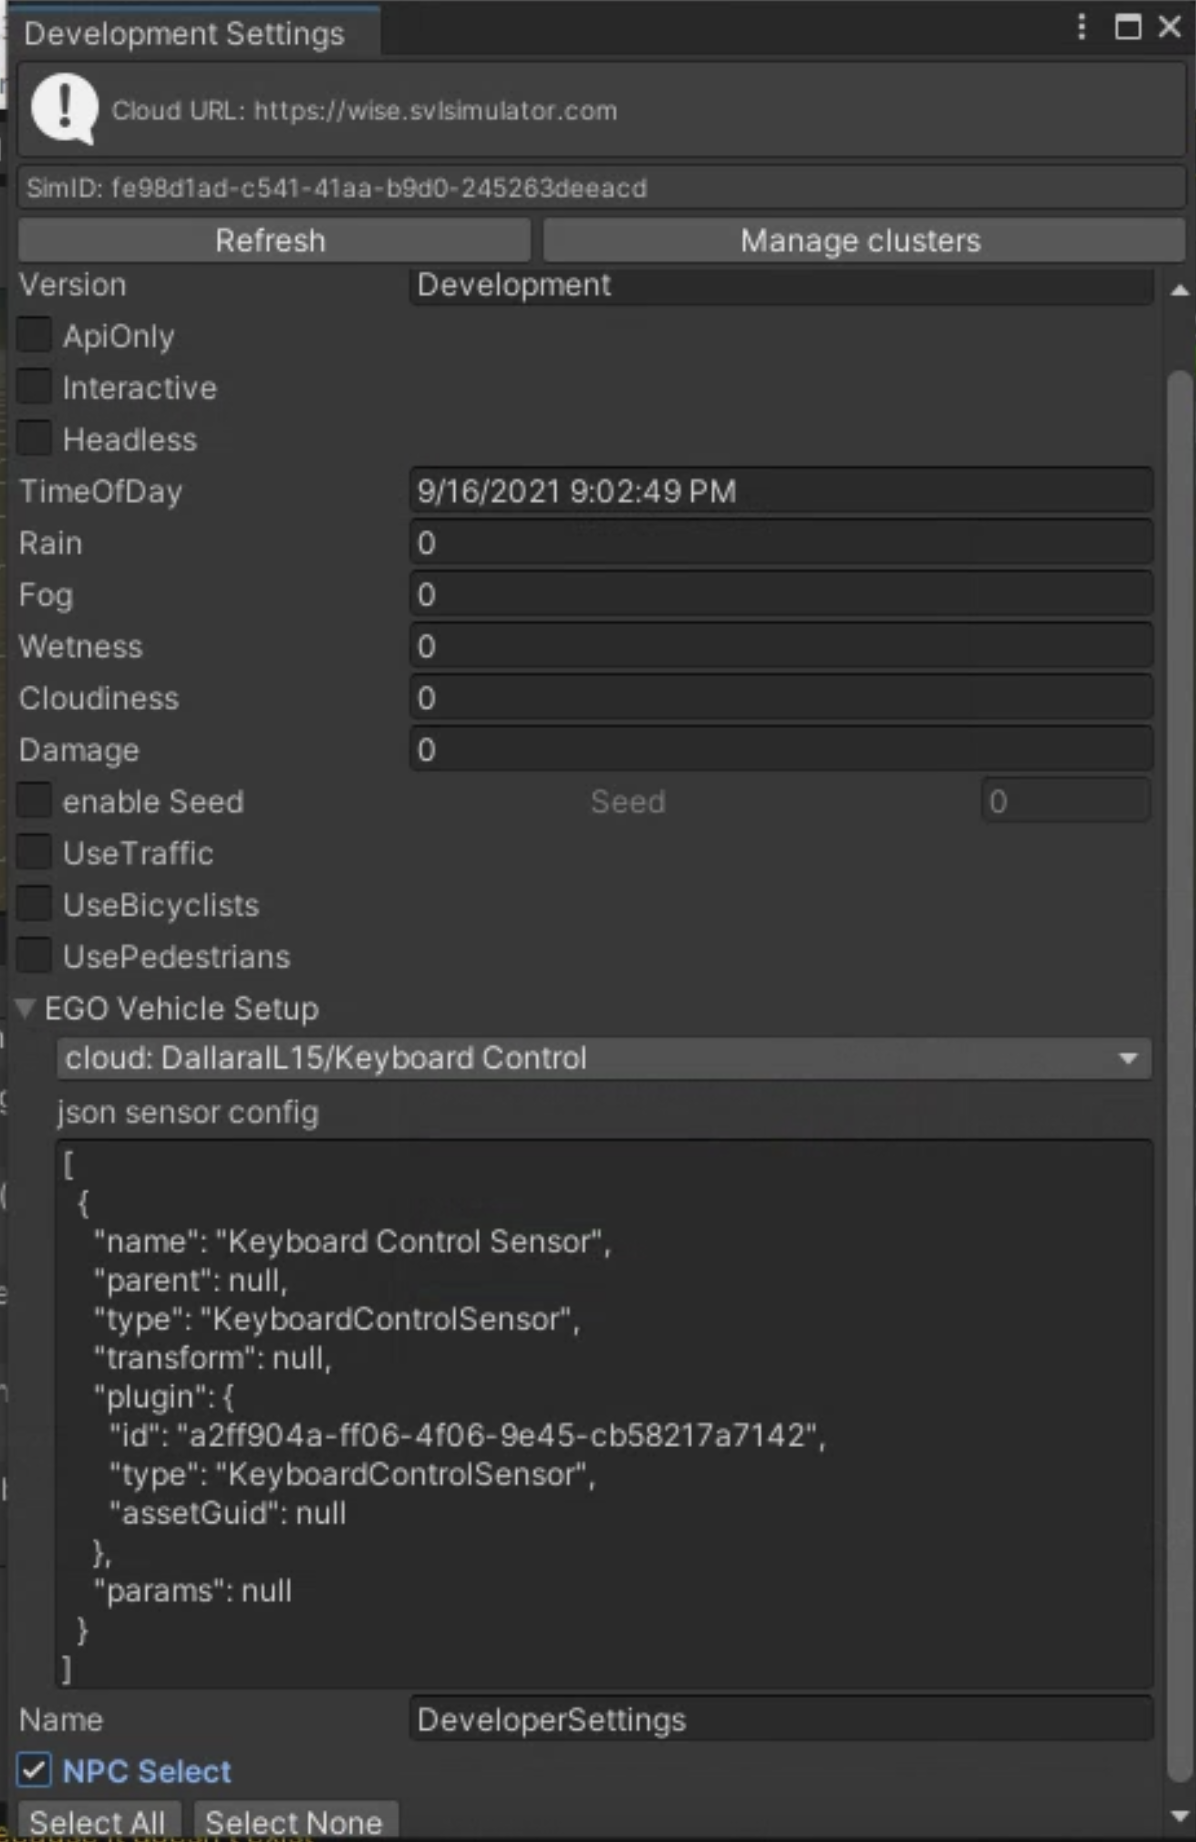 Development Settings
Cloud URL: https://wise.svlsimulator.com
SimID: fe98d1ad-c541-41aa-b9d0-245263deeacd
Refresh Manage clusters
Version Development
ApiOnly
Interactive
Headless
TimeOfDay 9/16/2021 9:02:49 PM
Rain 0
Fog 0
Wetness 0
Cloudiness 0
Damage 0
enable Seed Seed 0
UseTraffic
UseBicyclists
UsePedestrians
EGO Vehicle Setup
cloud: DallaraIL15/Keyboard Control
json sensor config
[
{
"name": "Keyboard Control Sensor",
"parent": null,
"type": "KeyboardControlSensor",
"transform": null,
"plugin": {
"id": "a2ff904a-ff06-4f06-9e45-cb58217a7142",
"type": "KeyboardControlSensor",
"assetGuid": null
},
"params": null
}
]
Name DeveloperSettings
NPC Select
Select All Select None